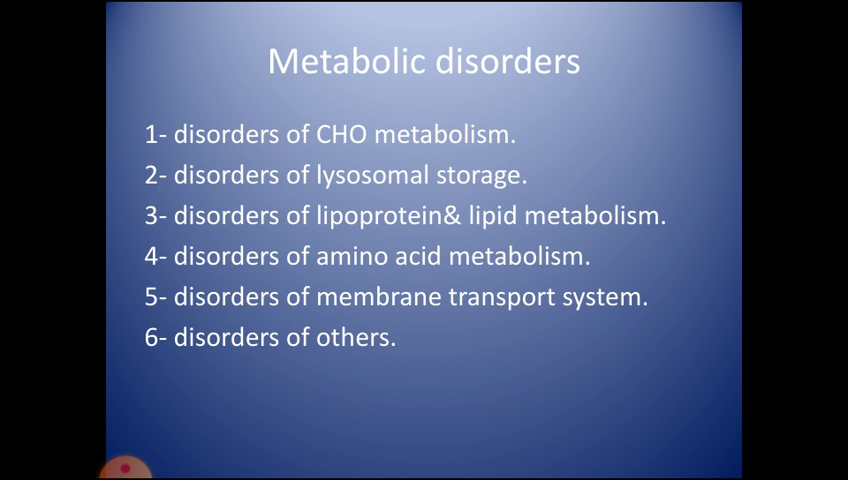 Metabolic disorders
1- disorders of CHO metabolism.
2- disorders of lysosomal storage.
3- disorders of lipoprotein& lipid metabolism.
4- disorders of amino acid metabolism.
5- disorders of membrane transport system.
6- disorders of others.